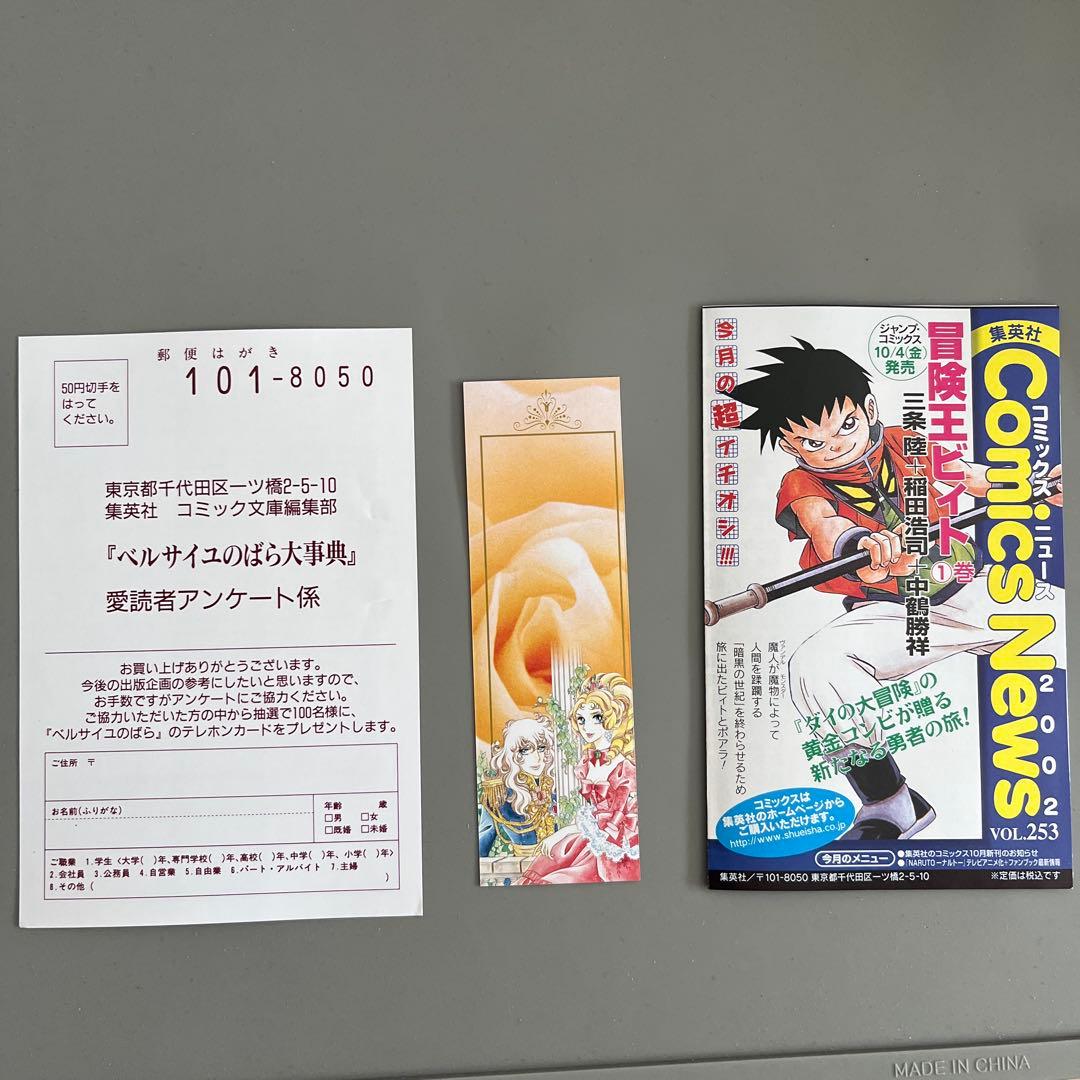 郵便はがき
101-8050
50円切手を
はって
ください。
東京都千代田区一ツ橋2-5-10
集英社　コミック文庫編集部
『ベルサイユのばら大事典』
愛読者アンケート係
お買い上げありがとうございます。
今後の出版企画の参考にしたいと思いますので、
お手数ですがアンケートにご協力ください。
ご協力いただいた方の中から抽選で100名様に、
『ベルサイユのばら』のテレホンカードをプレゼントします。
ご住所　〒
お名前(ふりがな)
年齢　　歳
□男　□女
□既婚　□未婚
ご職業　1.学生<大学(　)年、専門学校(　)年、高校(　)年、中学(　)年、小学(　)年>
2.会社員　3.公務員　4.自営業　5.自由業　6.パート・アルバイト　7.主婦
8.その他(　)
集英社
Comics News
コミックスニュース
2002
VOL.253
ジャンプ・
コミックス
10/4(金)
発売
冒険王ビィト①巻
三条 陸＋稲田浩司＋中鶴勝祥
今月の超イチオシ!!!
『ダイの大冒険』の
黄金コンビが贈る
新たなる勇者の旅!
魔人が魔物によって
ヴァンデル　モンスター
人間を蹂躙する
「暗黒の世紀」を終わらせるため
旅に出たビィトとポアラ！
コミックスは
集英社のホームページから
ご購入いただけます。
http://www.shueisha.co.jp
今月のメニュー
●集英社のコミックス10月新刊のお知らせ
●「NARUTO－ナルト－」テレビアニメ化・ファンブック最新情報
集英社／〒101-8050 東京都千代田区一ツ橋2-5-10
※定価は税込です
MADE IN CHINA